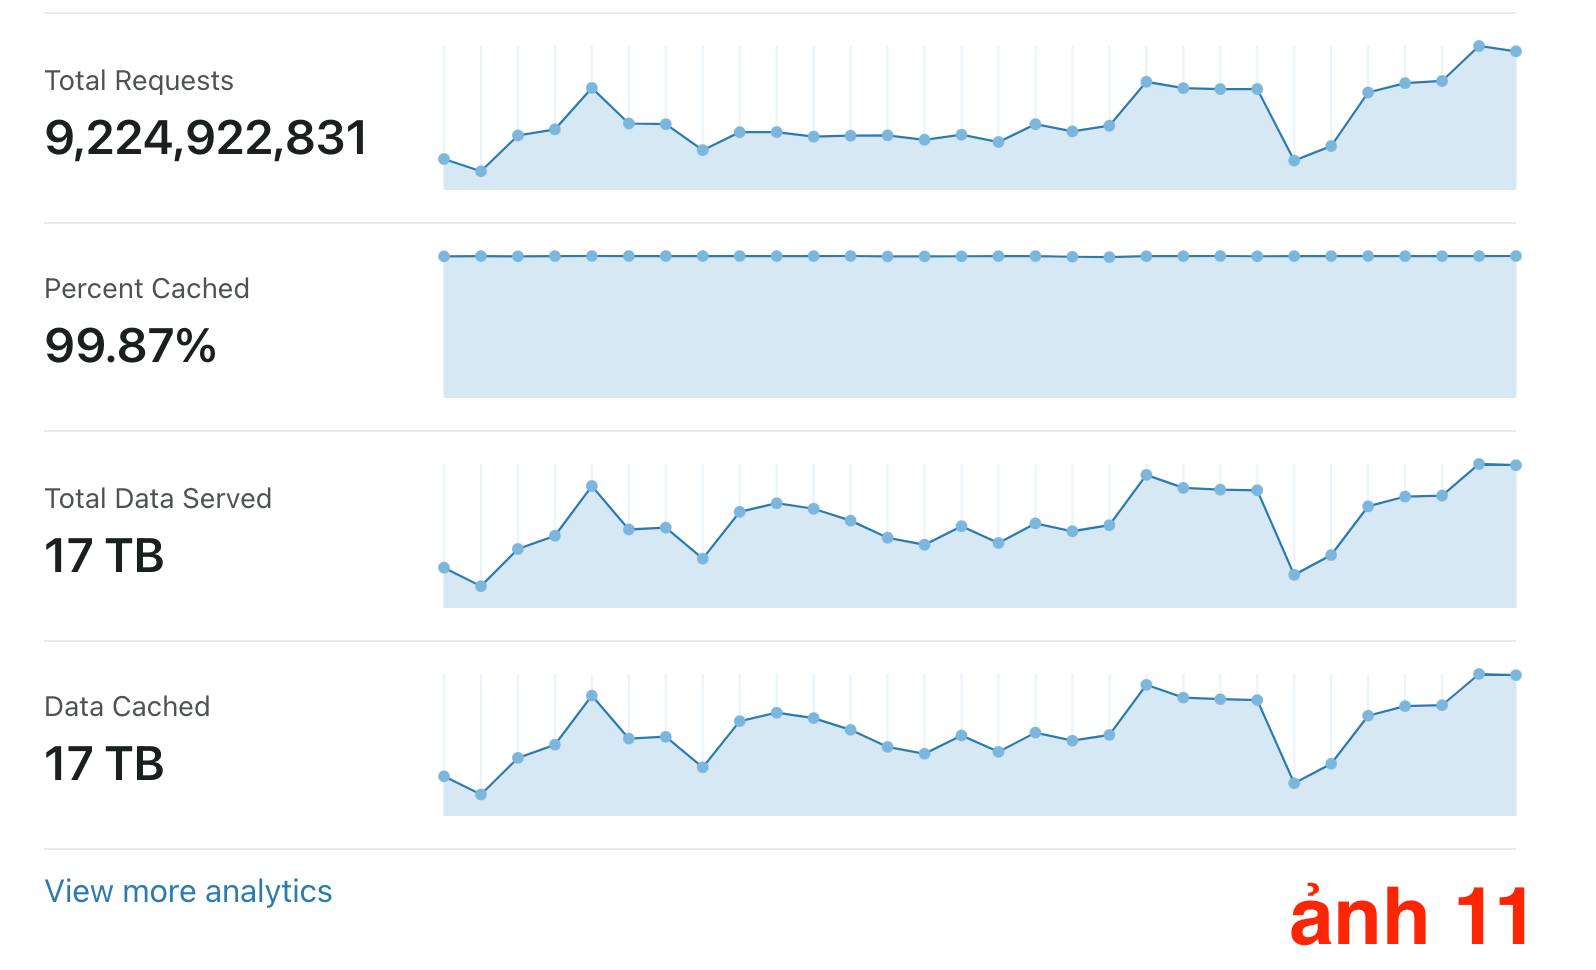 Total Requests
9,224,922,831
Percent Cached
99.87%
Total Data Served
17 TB
Data Cached
17 TB
View more analytics
ảnh 11